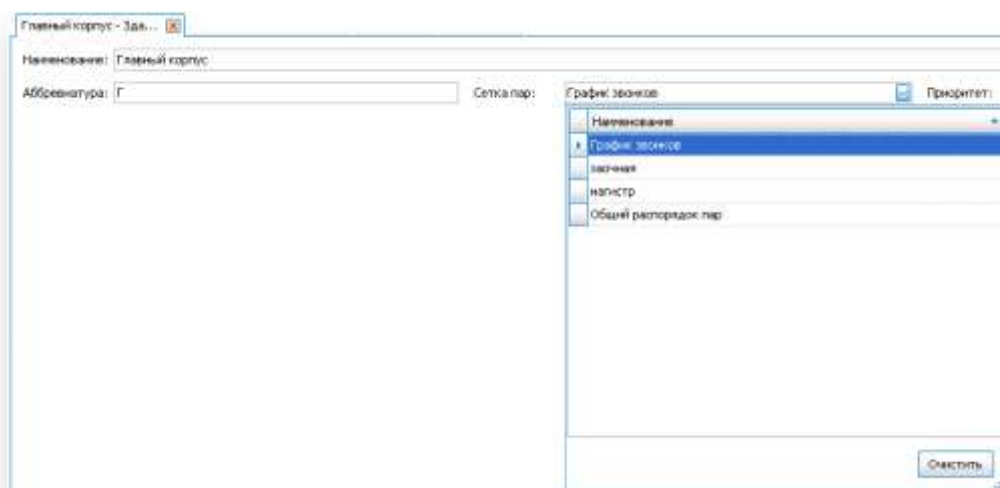 Главный корпус - Зда...
Наименование: Главный корпус
Аббревиатура: Г Сетка пар: График звонков Приоритет:
Наименование
График звонков
заочная
магистр
Общий распорядок пар
Очистить